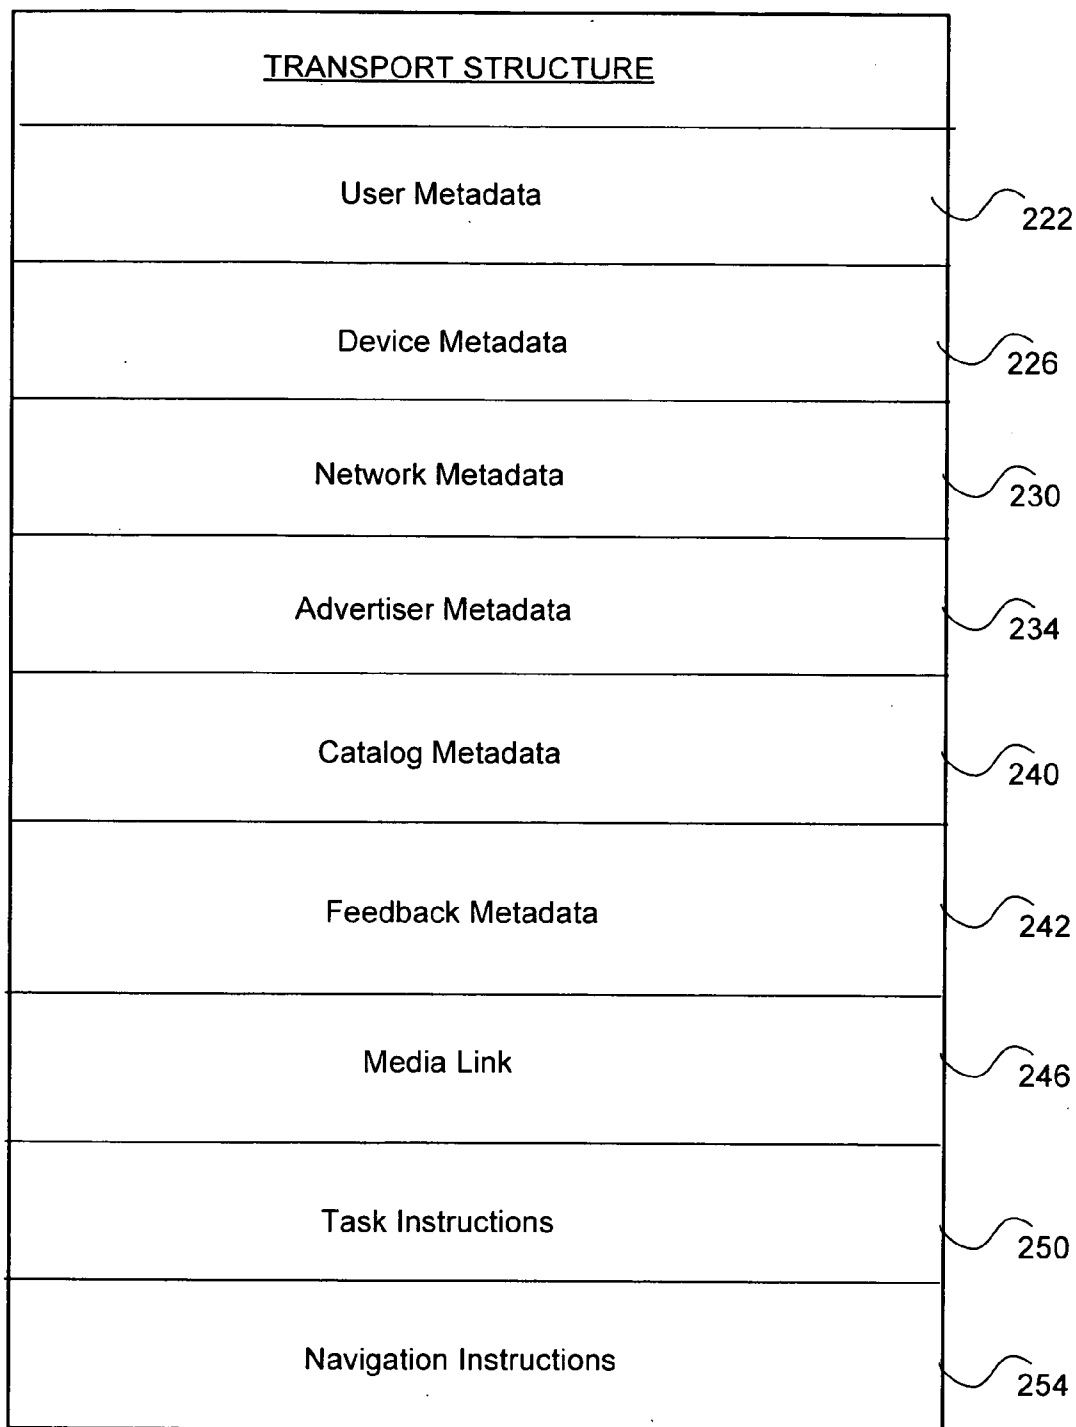 TRANSPORT STRUCTURE
User Metadata
222
Device Metadata
226
Network Metadata
230
Advertiser Metadata
234
Catalog Metadata
240
Feedback Metadata
242
Media Link
246
Task Instructions
250
Navigation Instructions
254